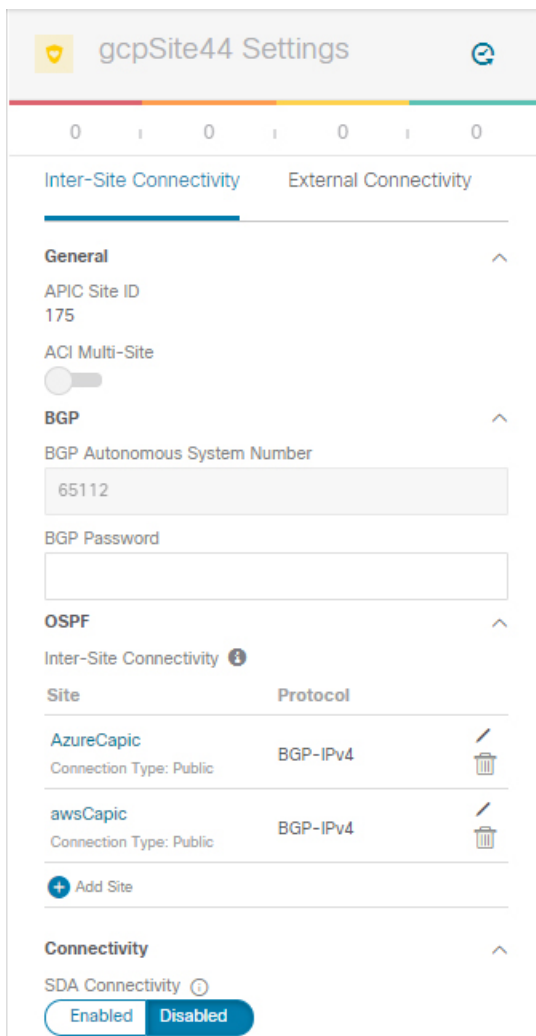 gcpSite44 Settings
0 0 0 0
Inter-Site Connectivity External Connectivity
General
APIC Site ID
175
ACI Multi-Site
BGP
BGP Autonomous System Number
65112
BGP Password
OSPF
Inter-Site Connectivity
Site Protocol
AzureCapic
BGP-IPv4
Connection Type: Public
awsCapic
BGP-IPv4
Connection Type: Public
Add Site
Connectivity
SDA Connectivity
Enabled Disabled